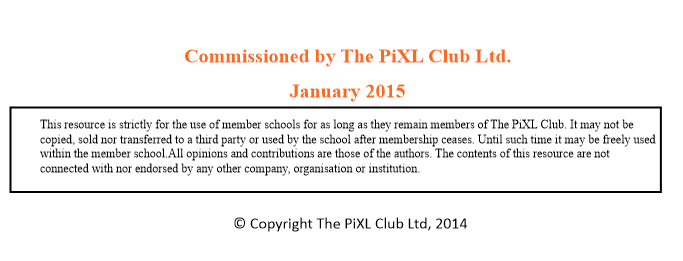 Commissioned by The PiXL Club Ltd.
January 2015
This resource is strictly for the use of member schools for as long as they remain members of The PiXL Club. It may not be
copied, sold nor transferred to a third party or used by the school after membership ceases. Until such time it may be freely used
within the member school.All opinions and contributions are those of the authors. The contents of this resource are not
connected with nor endorsed by any other company, organisation or institution.
© Copyright The PiXL Club Ltd, 2014